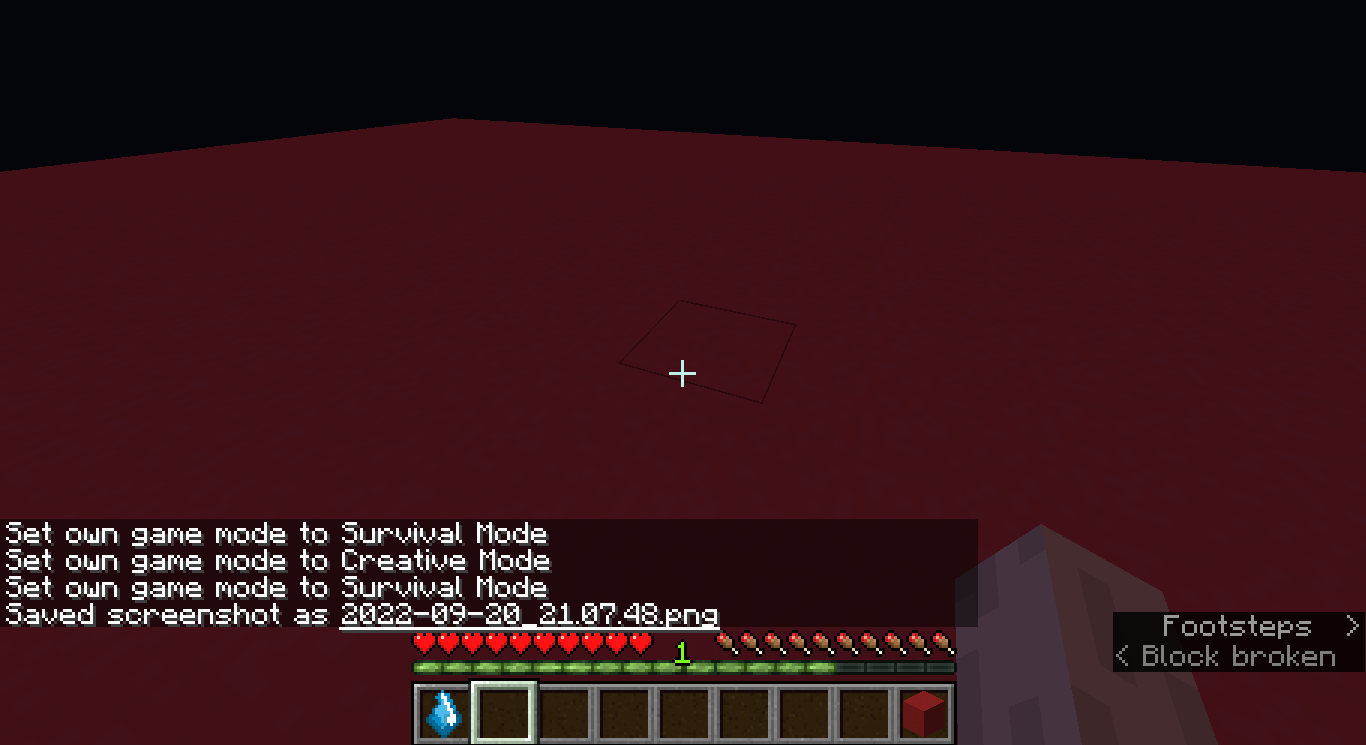 Set own game mode to Survival Mode
Set own game mode to Creative Mode
Set own game mode to Survival Mode
Saved screenshot as 2022-09-20_21.07.48.png
Footsteps >
< Block broken
1